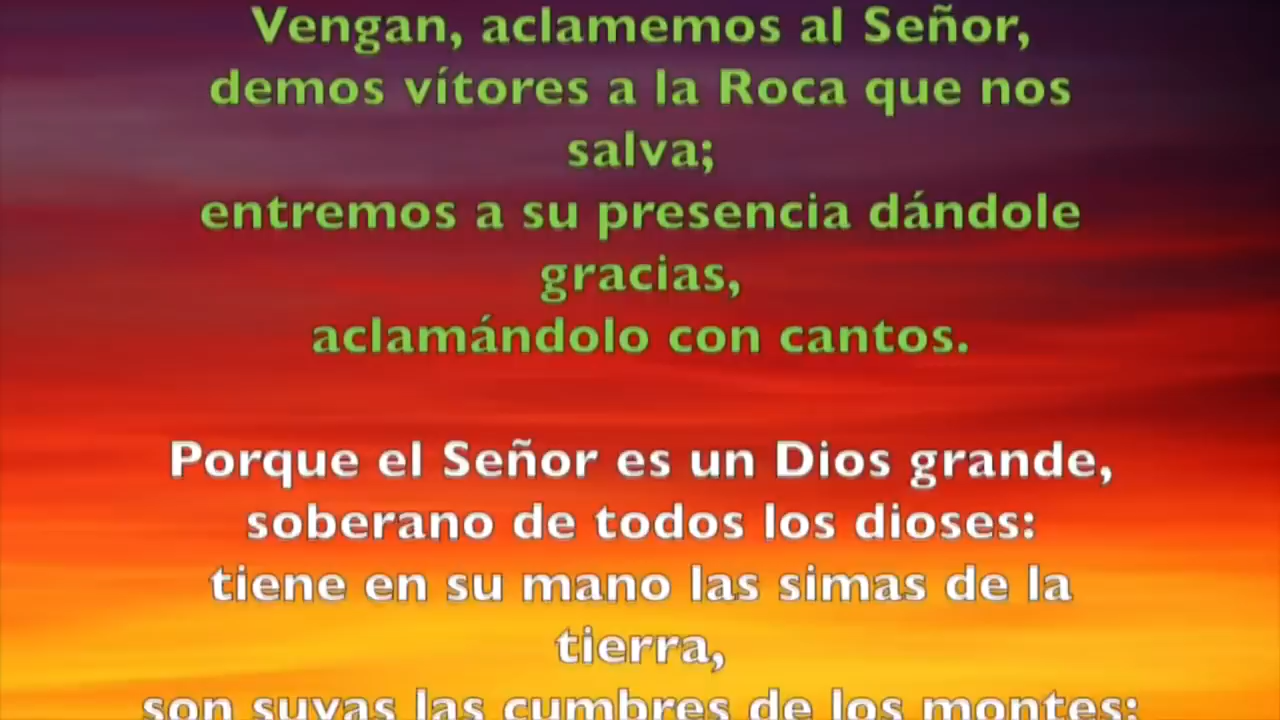 Vengan, aclamemos al Señor,
demos vítores a la Roca que nos
salva;
entremos a su presencia dándole
gracias,
aclamándolo con cantos.
Porque el Señor es un Dios grande,
soberano de todos los dioses:
tiene en su mano las simas de la
tierra,
son suyas las cumbres de los montes;